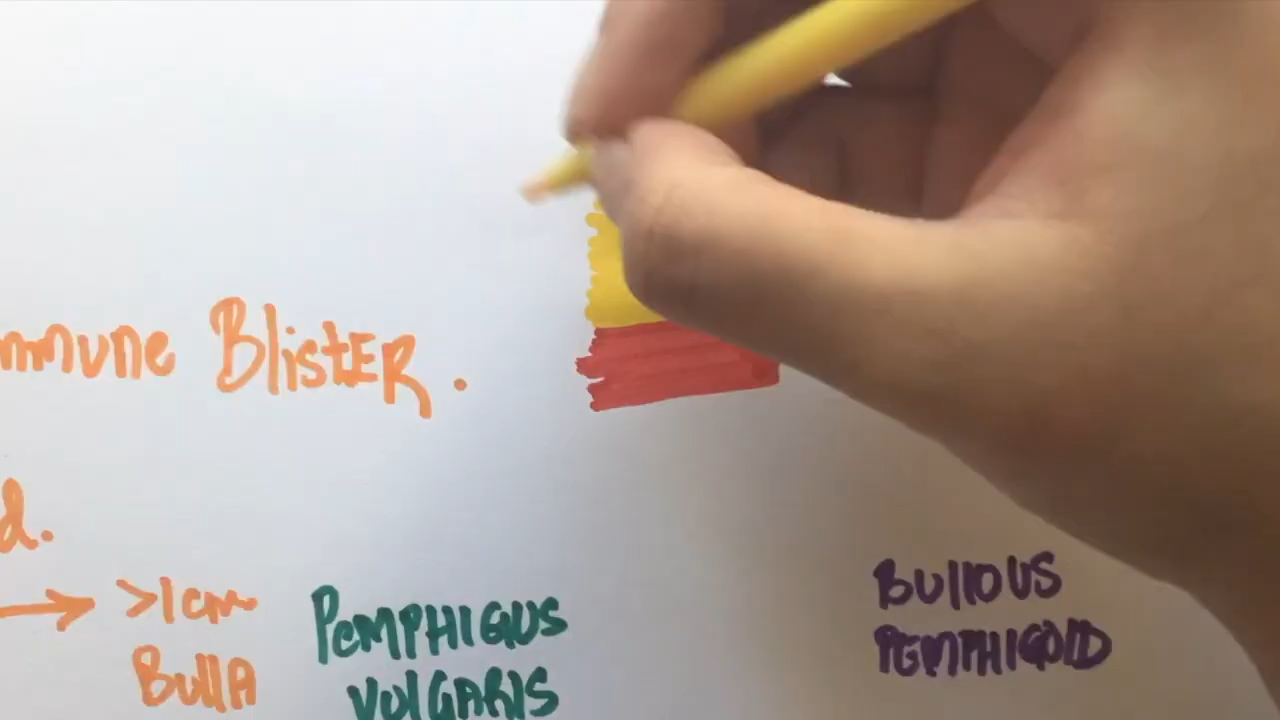 mmune BlistER.
d.
>1cm
BullA
PEMPHIGUS
VULGARIS
BUllOUS
PEMPHIGOID